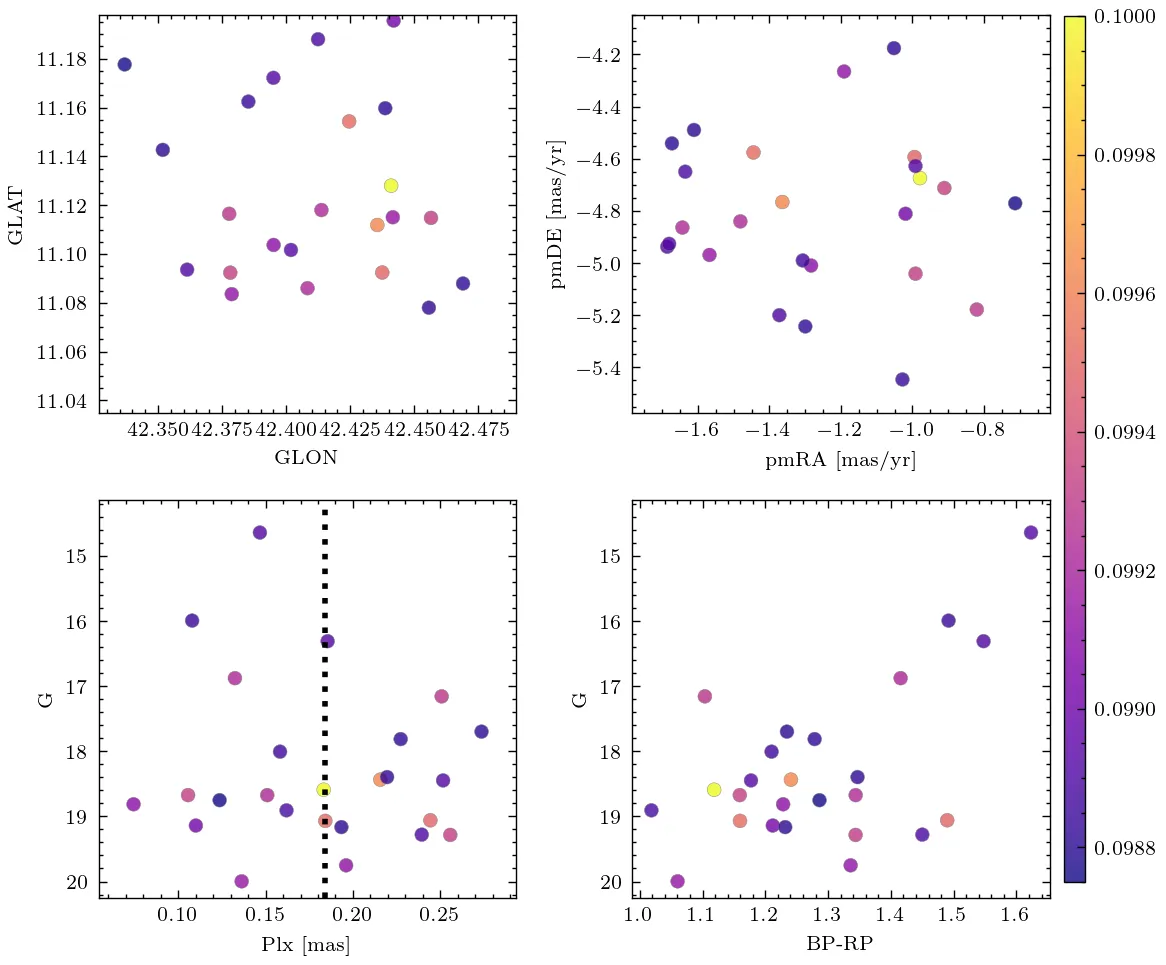 11.18
11.16
11.14
11.12
11.10
11.08
11.06
11.04
GLAT
42.350 42.375 42.400 42.425 42.450 42.475
GLON
−4.2
−4.4
−4.6
−4.8
−5.0
−5.2
−5.4
pmDE [mas/yr]
−1.6 −1.4 −1.2 −1.0 −0.8
pmRA [mas/yr]
15
16
17
18
19
20
G
0.10 0.15 0.20 0.25
Plx [mas]
15
16
17
18
19
20
G
1.0 1.1 1.2 1.3 1.4 1.5 1.6
BP-RP
0.1000
0.0998
0.0996
0.0994
0.0992
0.0990
0.0988